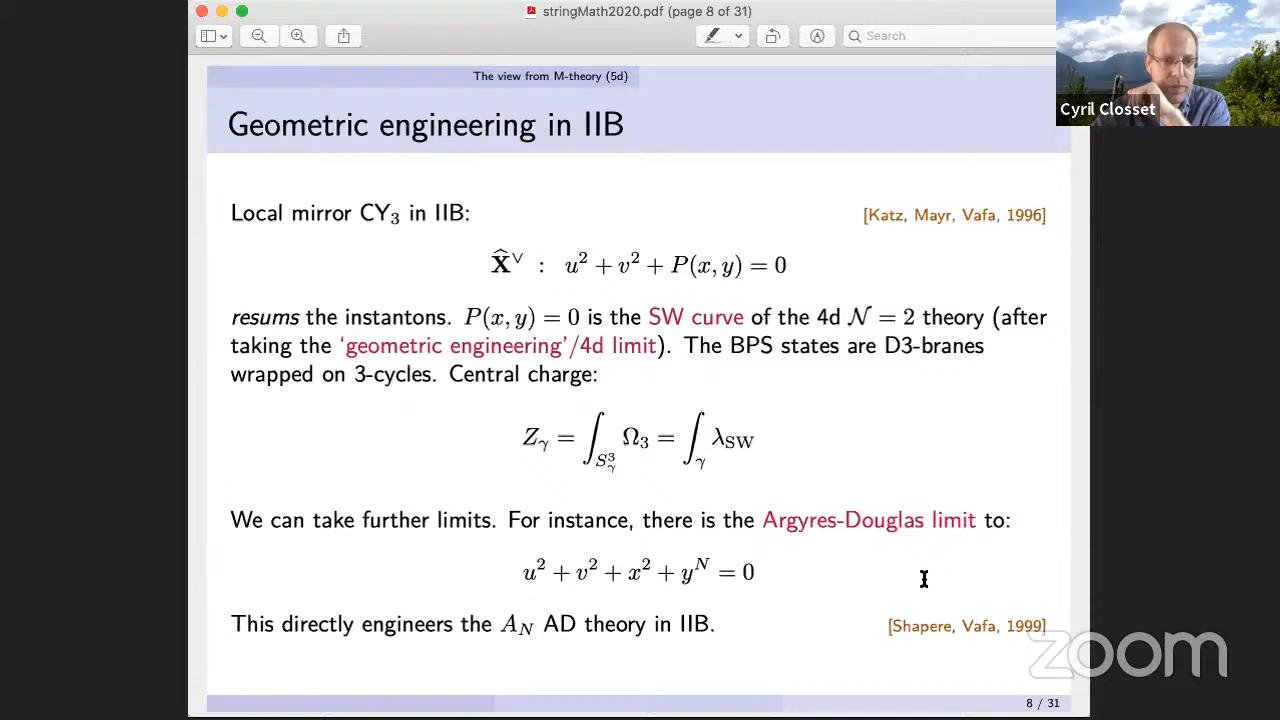 stringMath2020.pdf (page 8 of 31)
Search
Cyril Closset
The view from M-theory (5d)
Geometric engineering in IIB
Local mirror CY₃ in IIB: [Katz, Mayr, Vafa, 1996]
X̂^∨ : u² + v² + P(x, y) = 0
resums the instantons. P(x, y) = 0 is the SW curve of the 4d 𝒩 = 2 theory (after
taking the ‘geometric engineering’/4d limit). The BPS states are D3-branes
wrapped on 3-cycles. Central charge:
Z_γ = ∫_{S³_γ} Ω₃ = ∫_γ λ_SW
We can take further limits. For instance, there is the Argyres-Douglas limit to:
u² + v² + x² + y^N = 0
This directly engineers the A_N AD theory in IIB. [Shapere, Vafa, 1999]
zoom
8 / 31